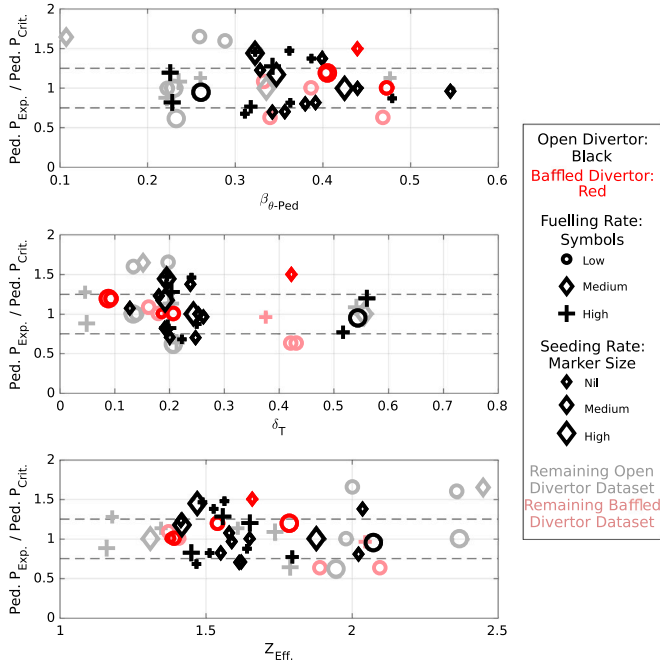 Ped. P_Exp. / Ped. P_Crit.
2
1.5
1
0.5
0
0.1
0.2
0.3
0.4
0.5
0.6
β_θ-Ped
Ped. P_Exp. / Ped. P_Crit.
2
1.5
1
0.5
0
0
0.1
0.2
0.3
0.4
0.5
0.6
0.7
0.8
δ_T
Ped. P_Exp. / Ped. P_Crit.
2
1.5
1
0.5
0
1
1.5
2
2.5
Z_Eff.
Open Divertor:
Black
Baffled Divertor:
Red
Fuelling Rate:
Symbols
Low
Medium
High
Seeding Rate:
Marker Size
Nil
Medium
High
Remaining Open
Divertor Dataset
Remaining Baffled
Divertor Dataset